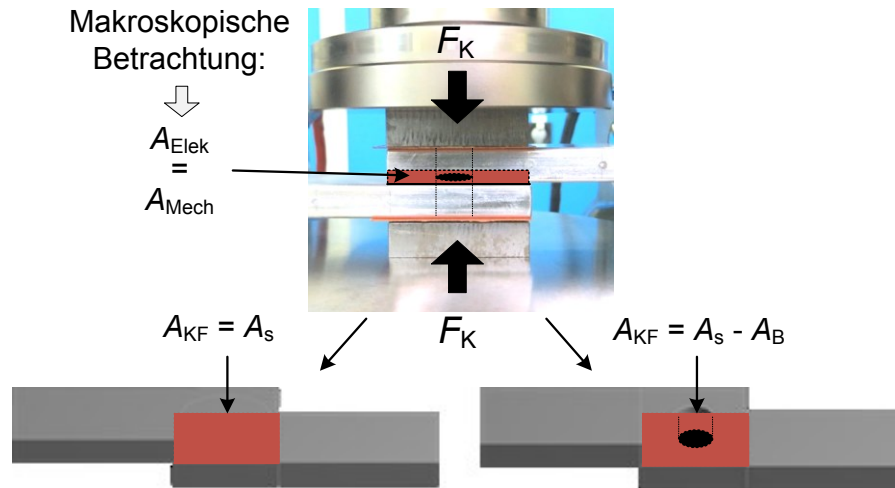 Makroskopische
Betrachtung:
F_K
A_Elek
=
A_Mech
F_K
A_KF = A_s
A_KF = A_s - A_B